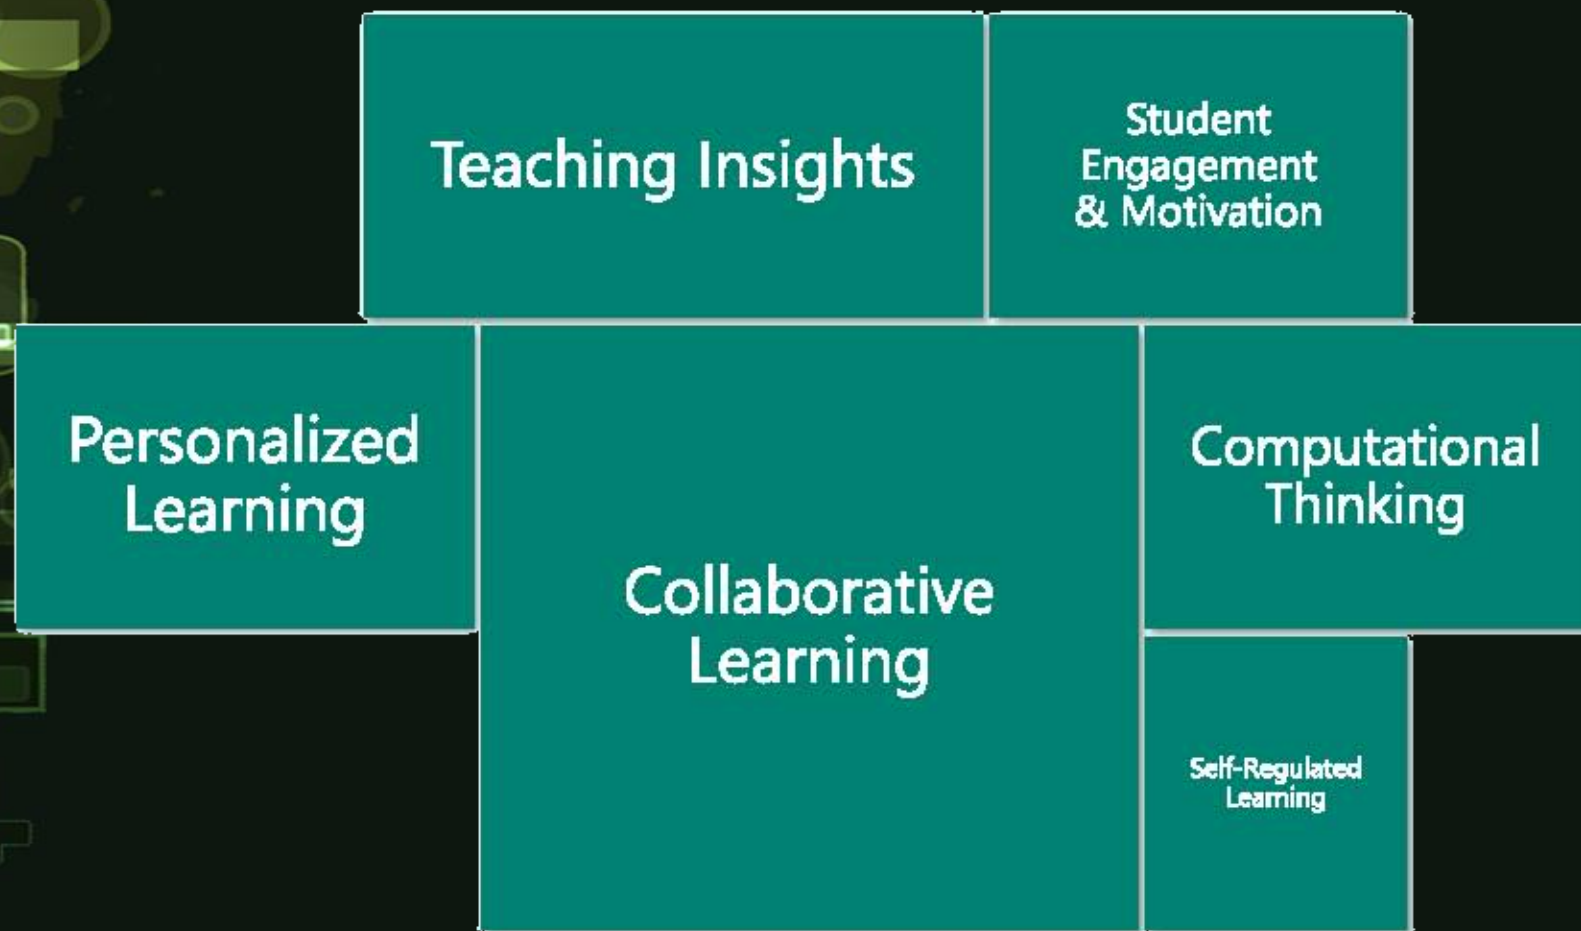 Teaching Insights
Student
Engagement
& Motivation
Personalized
Learning
Computational
Thinking
Collaborative
Learning
Self-Regulated
Learning